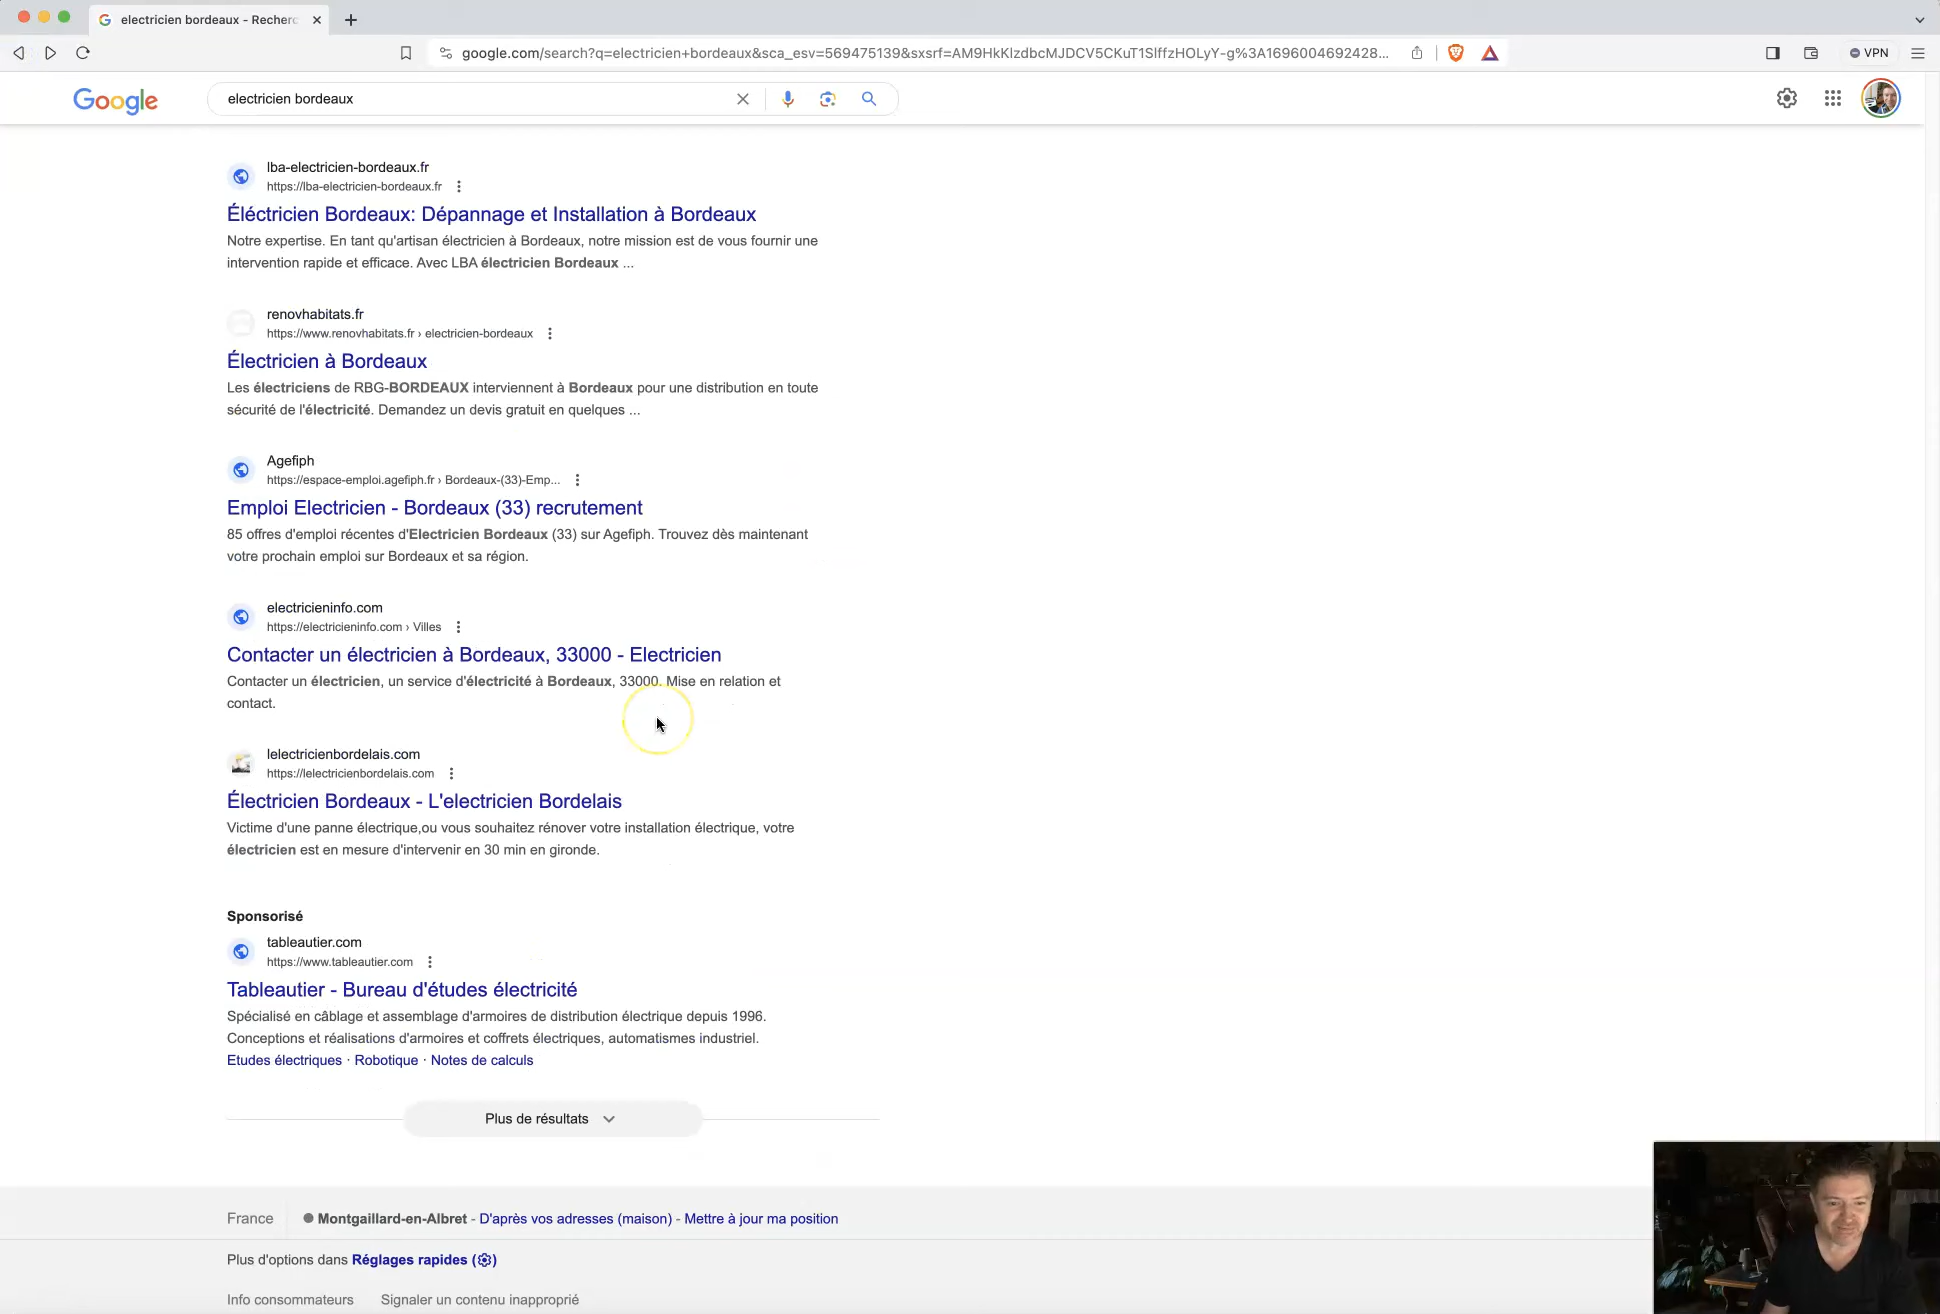 electricien bordeaux - Recherc
google.com/search?q=electricien+bordeaux&sca_esv=569475139&sxsrf=AM9HkKlzdbcMJDCV5CKuT1SlffzHOLyY-g%3A1696004692428...
VPN
Google
electricien bordeaux
lba-electricien-bordeaux.fr
https://lba-electricien-bordeaux.fr
Éléctricien Bordeaux: Dépannage et Installation à Bordeaux
Notre expertise. En tant qu'artisan électricien à Bordeaux, notre mission est de vous fournir une
intervention rapide et efficace. Avec LBA électricien Bordeaux ...
renovhabitats.fr
https://www.renovhabitats.fr › electricien-bordeaux
Électricien à Bordeaux
Les électriciens de RBG-BORDEAUX interviennent à Bordeaux pour une distribution en toute
sécurité de l'électricité. Demandez un devis gratuit en quelques ...
Agefiph
https://espace-emploi.agefiph.fr › Bordeaux-(33)-Emp...
Emploi Electricien - Bordeaux (33) recrutement
85 offres d'emploi récentes d'Electricien Bordeaux (33) sur Agefiph. Trouvez dès maintenant
votre prochain emploi sur Bordeaux et sa région.
electricieninfo.com
https://electricieninfo.com › Villes
Contacter un électricien à Bordeaux, 33000 - Electricien
Contacter un électricien, un service d'électricité à Bordeaux, 33000. Mise en relation et
contact.
lelectricienbordelais.com
https://lelectricienbordelais.com
Électricien Bordeaux - L'electricien Bordelais
Victime d'une panne électrique,ou vous souhaitez rénover votre installation électrique, votre
électricien est en mesure d'intervenir en 30 min en gironde.
Sponsorisé
tableautier.com
https://www.tableautier.com
Tableautier - Bureau d'études électricité
Spécialisé en câblage et assemblage d'armoires de distribution électrique depuis 1996.
Conceptions et réalisations d'armoires et coffrets électriques, automatismes industriel.
Etudes électriques · Robotique · Notes de calculs
Plus de résultats
France
Montgaillard-en-Albret - D'après vos adresses (maison) - Mettre à jour ma position
Plus d'options dans Réglages rapides ()
Info consommateurs Signaler un contenu inapproprié